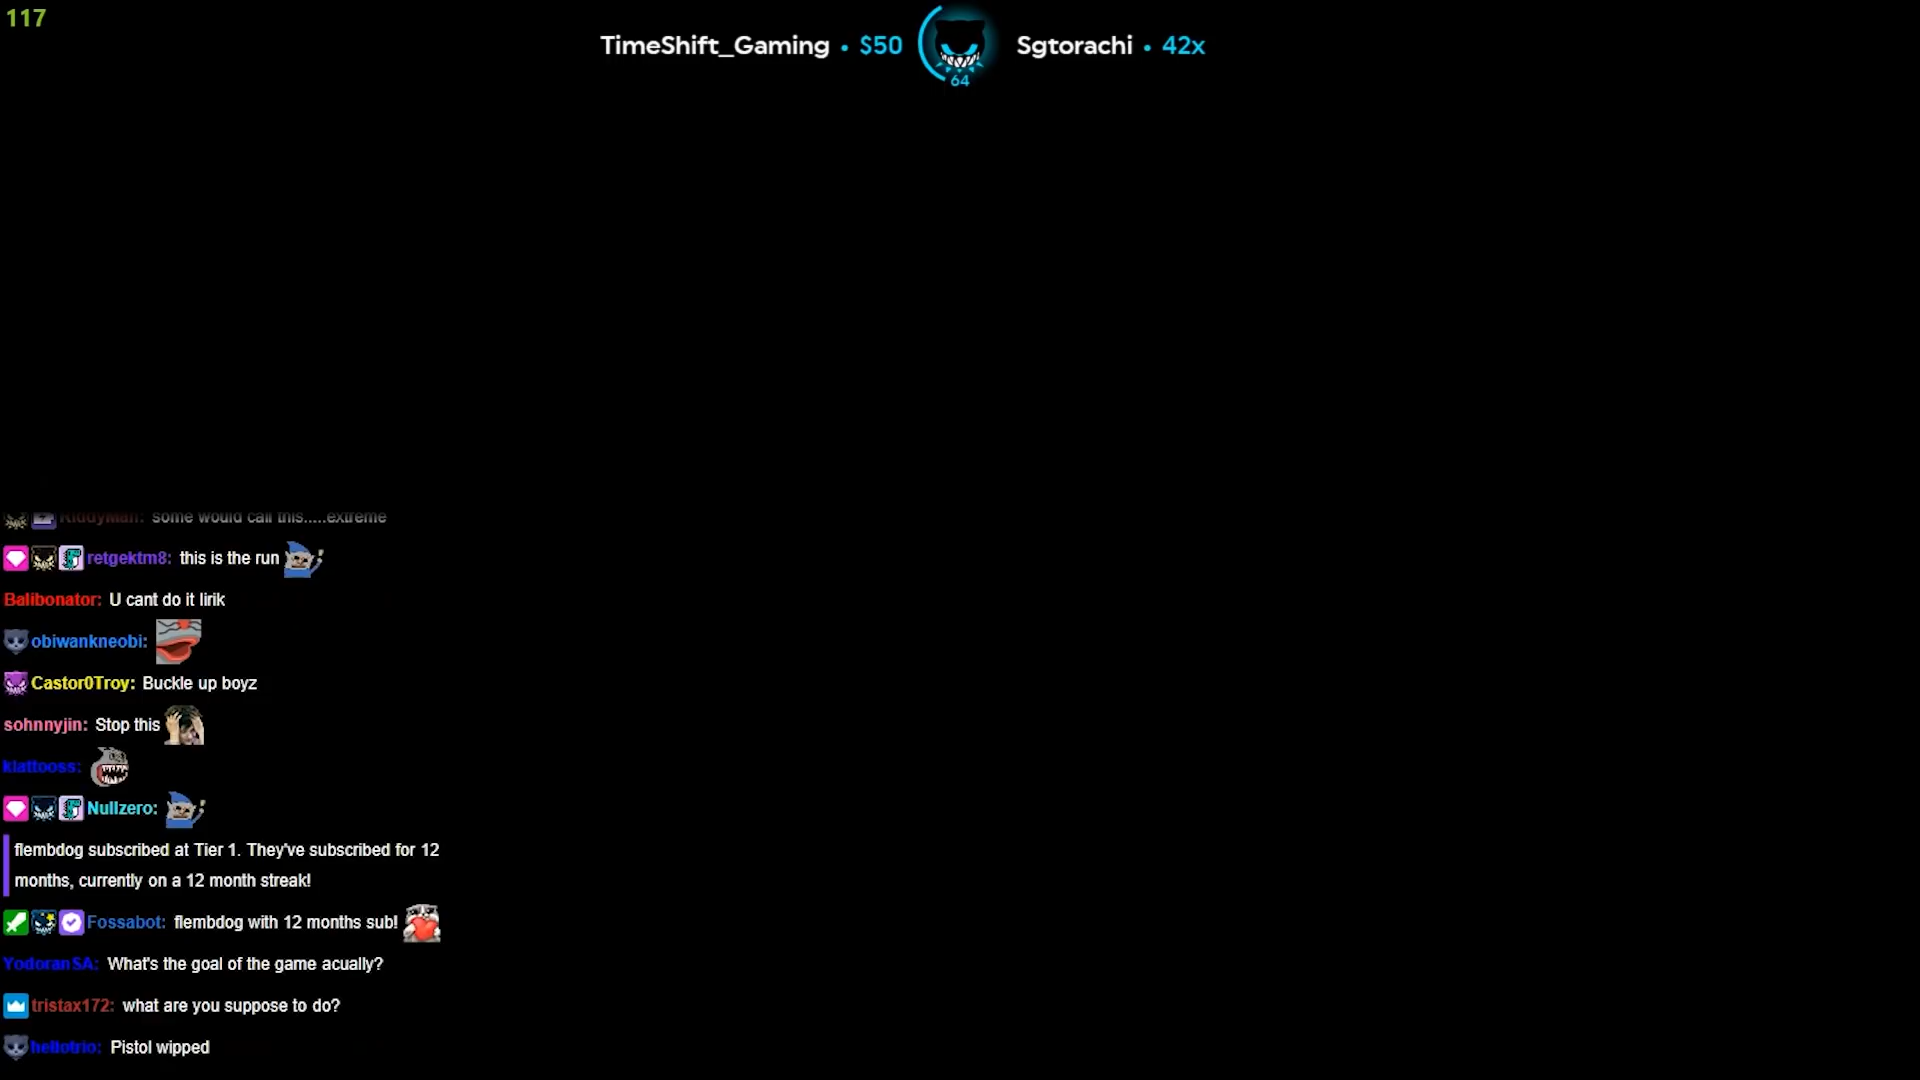 117
TimeShift_Gaming • $50
64
Sgtorachi • 42x
KiddyMan: some would call this.....extreme
retgektm8: this is the run
Balibonator: U cant do it lirik
obiwankneobi:
Castor0Troy: Buckle up boyz
sohnnyjin: Stop this
klattooss:
Nullzero:
flembdog subscribed at Tier 1. They've subscribed for 12
months, currently on a 12 month streak!
Fossabot: flembdog with 12 months sub!
YodoranSA: What's the goal of the game acually?
tristax172: what are you suppose to do?
hellotrio: Pistol wipped